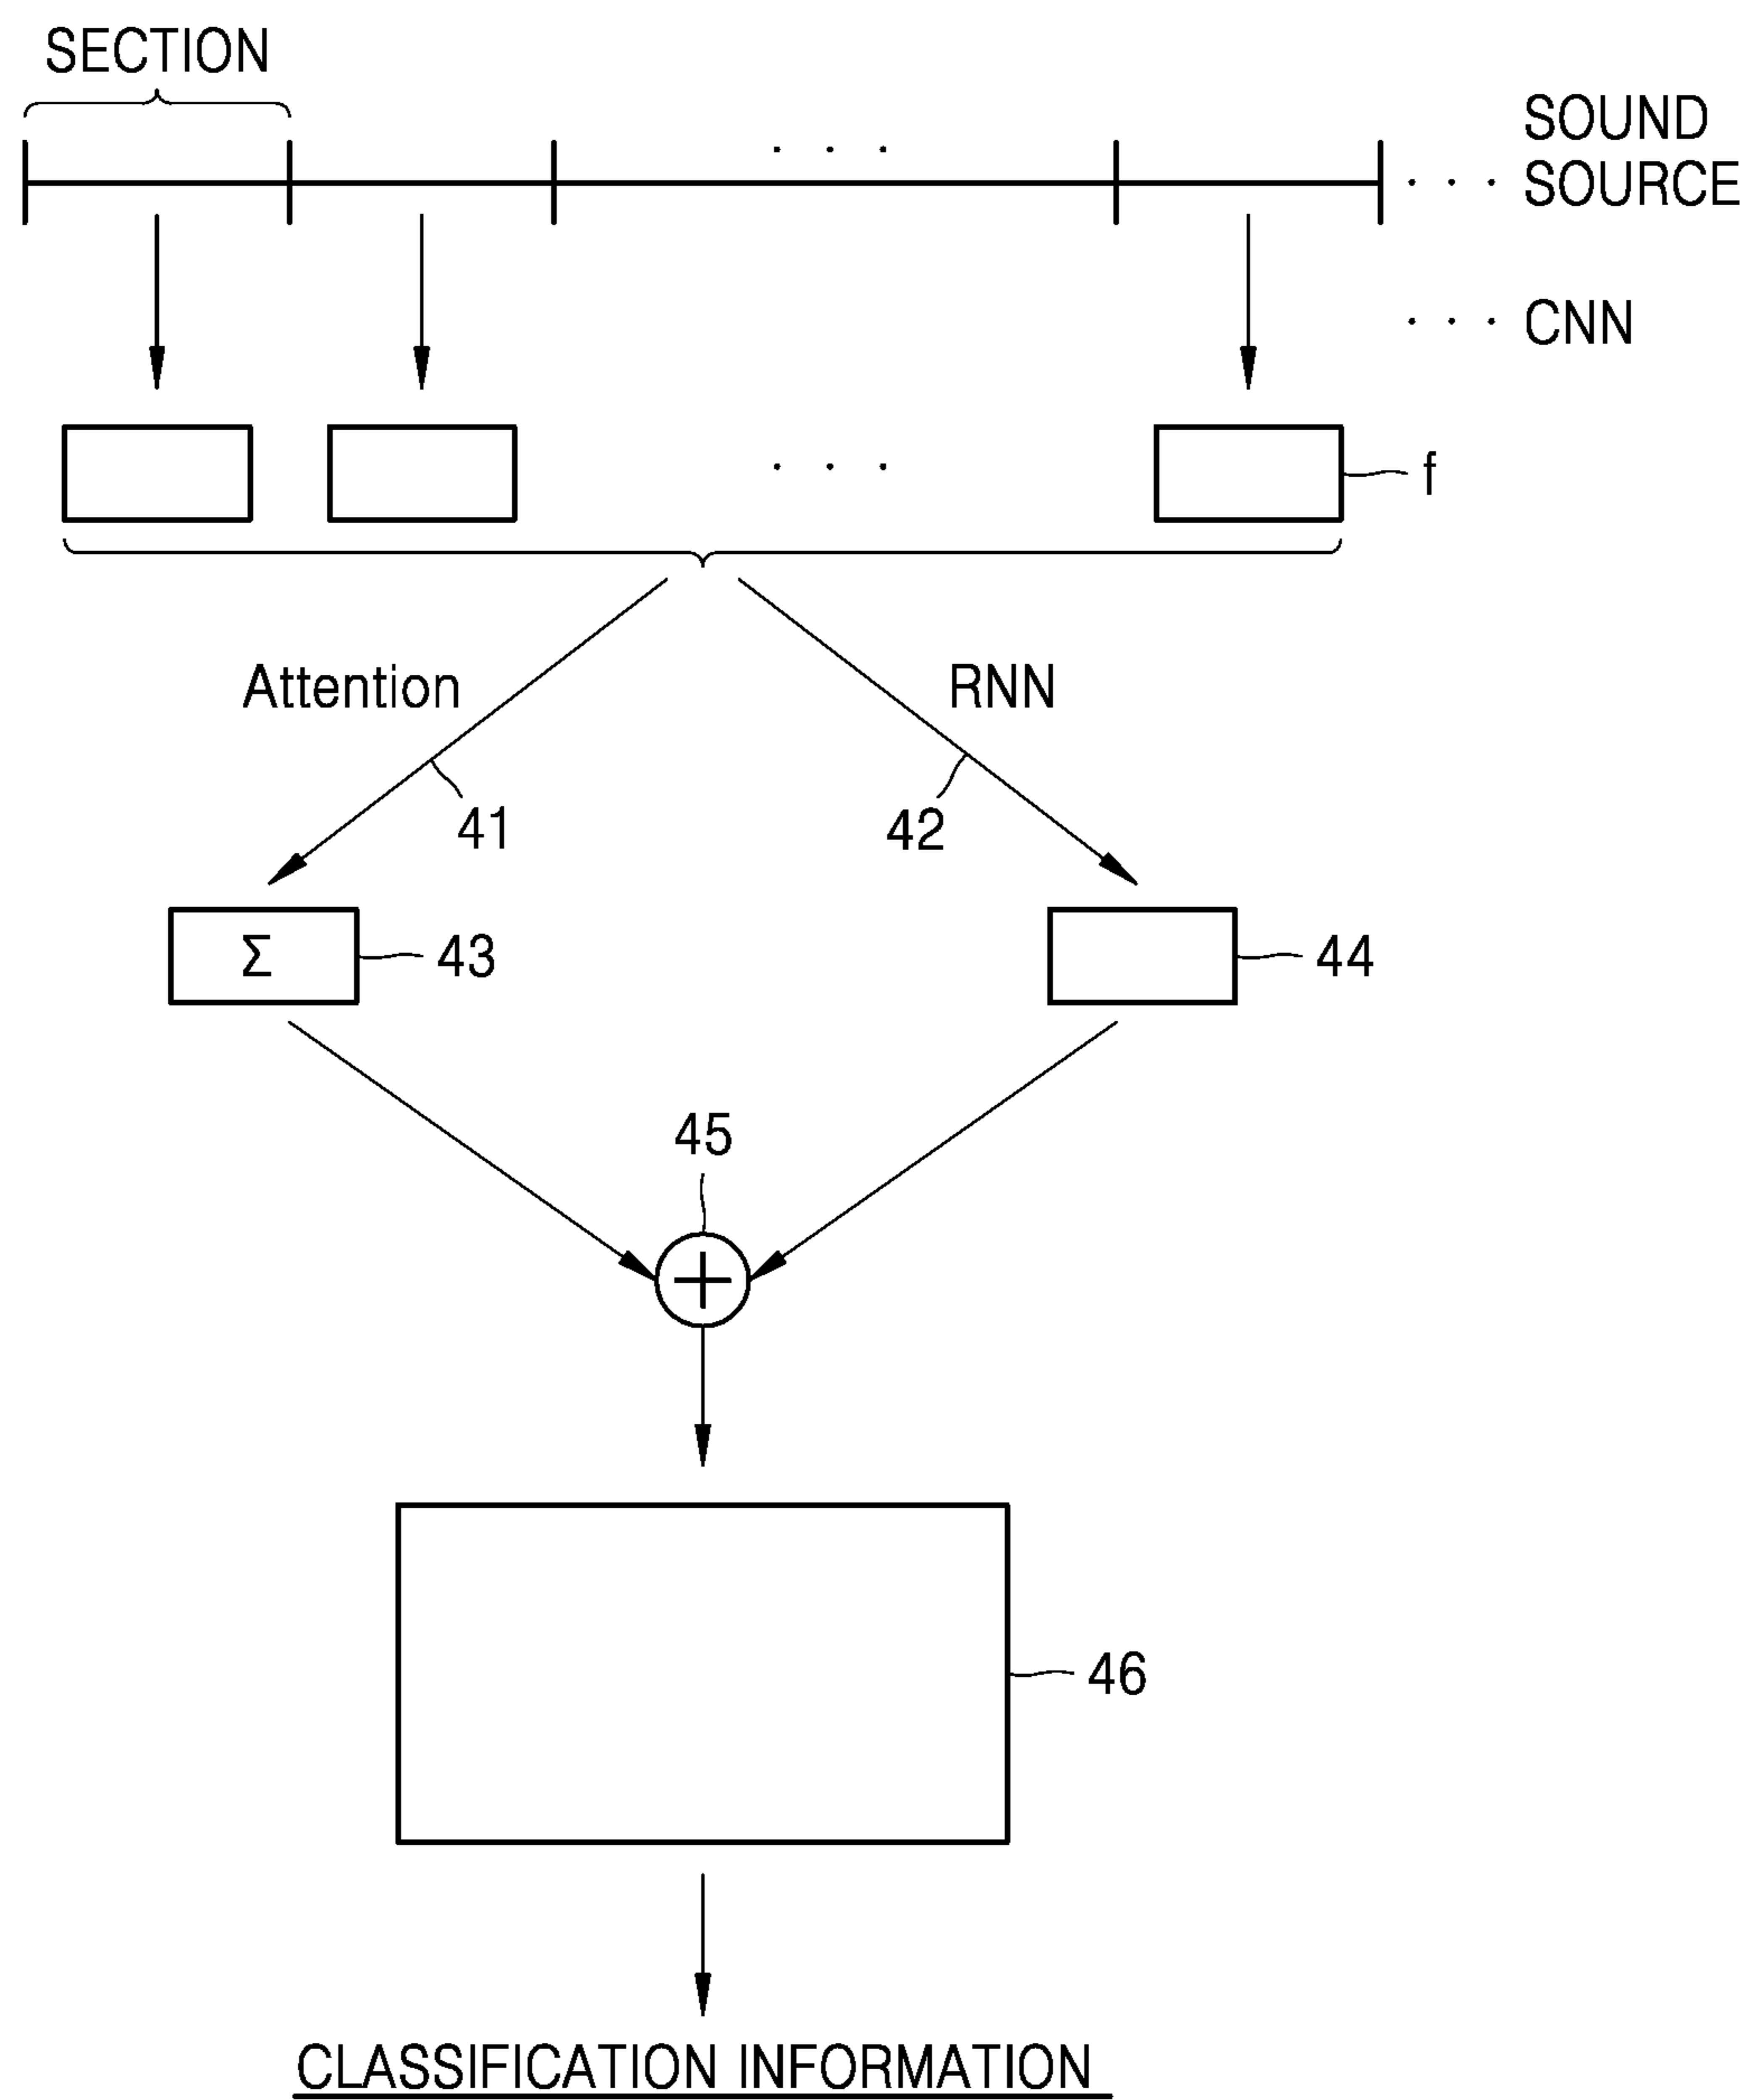 SECTION
SOUND
. . .
. . . SOURCE
. . . CNN
. . .
f
Attention
RNN
41
42
Σ
43
44
45
+
46
CLASSIFICATION INFORMATION